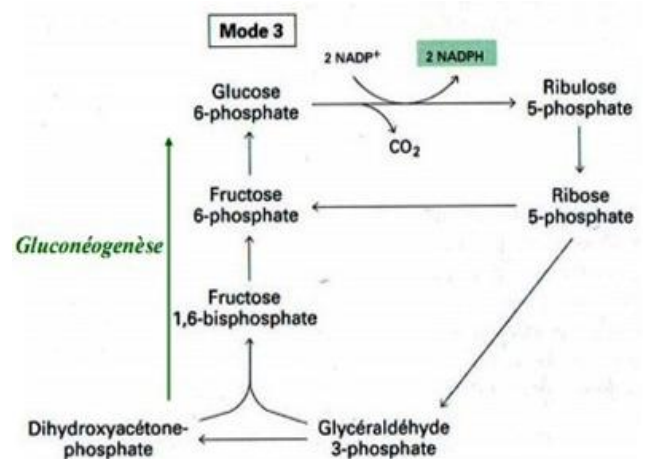 Mode 3
2 NADP⁺
2 NADPH
Glucose
6-phosphate
Ribulose
5-phosphate
CO₂
Fructose
6-phosphate
Ribose
5-phosphate
Gluconéogenèse
Fructose
1,6-bisphosphate
Dihydroxyacétone-
phosphate
Glycéraldéhyde
3-phosphate